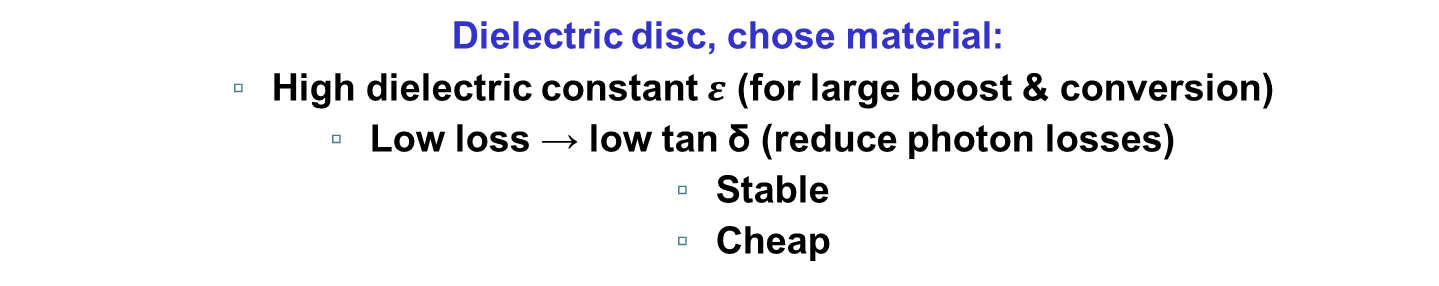 Dielectric disc, chose material:
▫ High dielectric constant ε (for large boost & conversion)
▫ Low loss → low tan δ (reduce photon losses)
▫ Stable
▫ Cheap